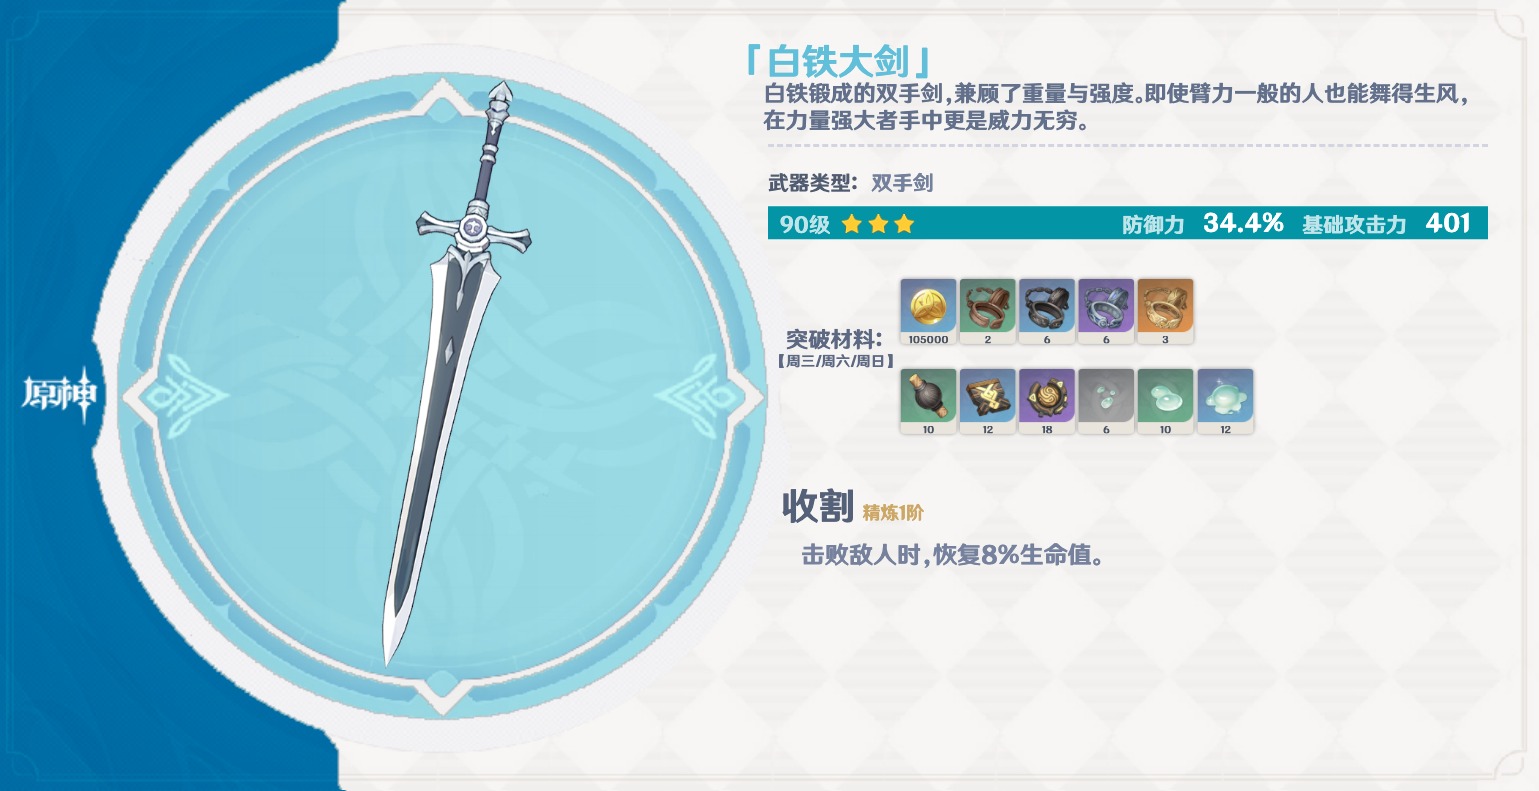 原神
「白铁大剑」
白铁锻成的双手剑,兼顾了重量与强度。即使臂力一般的人也能舞得生风,
在力量强大者手中更是威力无穷。
武器类型: 双手剑
90级 防御力 34.4% 基础攻击力 401
105000 2 6 6 3
突破材料:
【周三/周六/周日】
10 12 18 6 10 12
收割 精炼1阶
击败敌人时,恢复8%生命值。